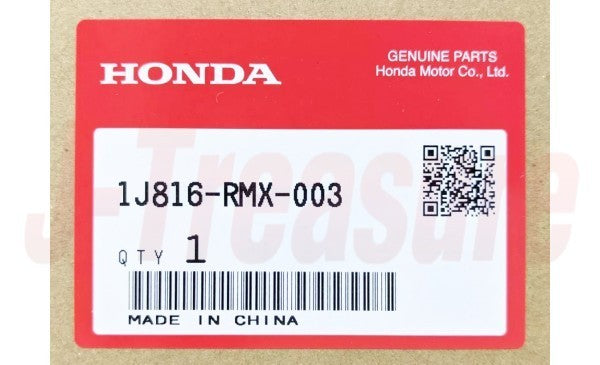 HONDA
GENUINE PARTS
Honda Motor Co., Ltd.
1J816-RMX-003
QTY 1
MADE IN CHINA
J-Treasure